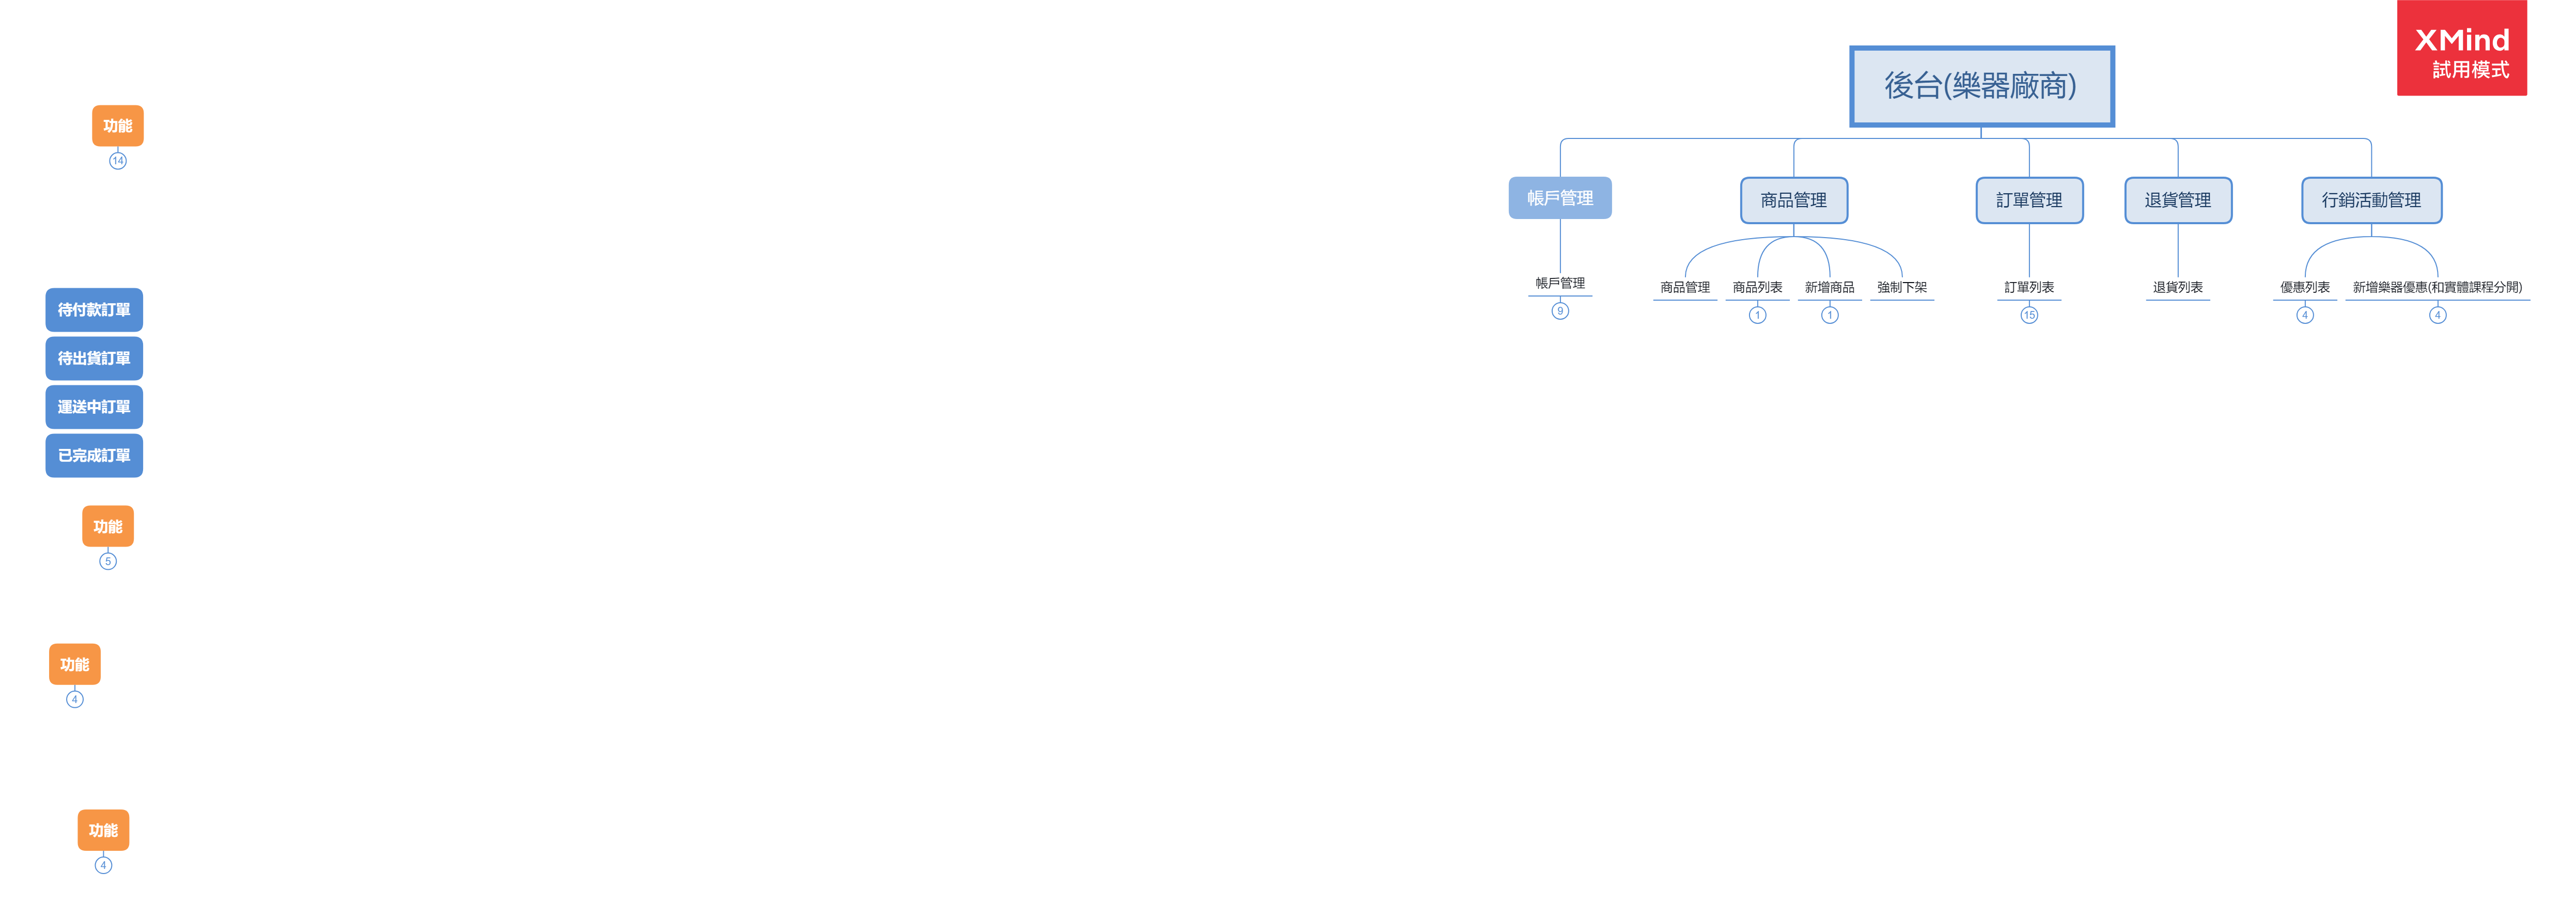 XMind
試用模式
後台(樂器廠商)
帳戶管理
商品管理
訂單管理
退貨管理
行銷活動管理
帳戶管理
9
商品管理
商品列表
1
新增商品
1
強制下架
訂單列表
15
退貨列表
優惠列表
4
新增樂器優惠(和實體課程分開)
4
功能
14
待付款訂單
待出貨訂單
運送中訂單
已完成訂單
功能
5
功能
4
功能
4